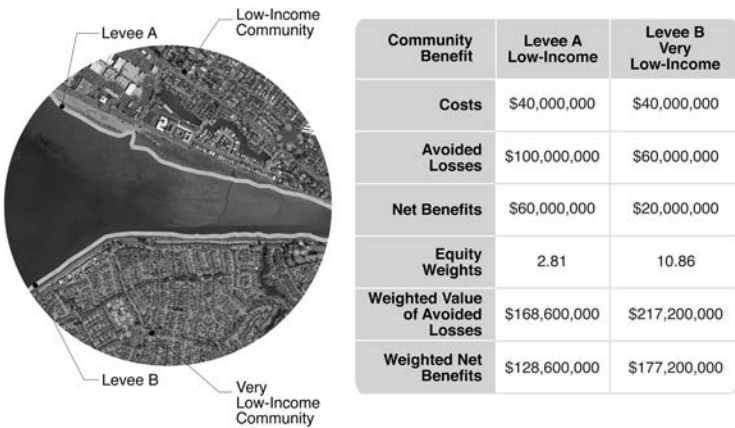 Levee A
Low-Income
Community
Levee B
Very
Low-Income
Community
Community
Benefit
Levee A
Low-Income
Levee B
Very
Low-Income
Costs
$40,000,000
$40,000,000
Avoided
Losses
$100,000,000
$60,000,000
Net Benefits
$60,000,000
$20,000,000
Equity
Weights
2.81
10.86
Weighted Value
of Avoided
Losses
$168,600,000
$217,200,000
Weighted Net
Benefits
$128,600,000
$177,200,000